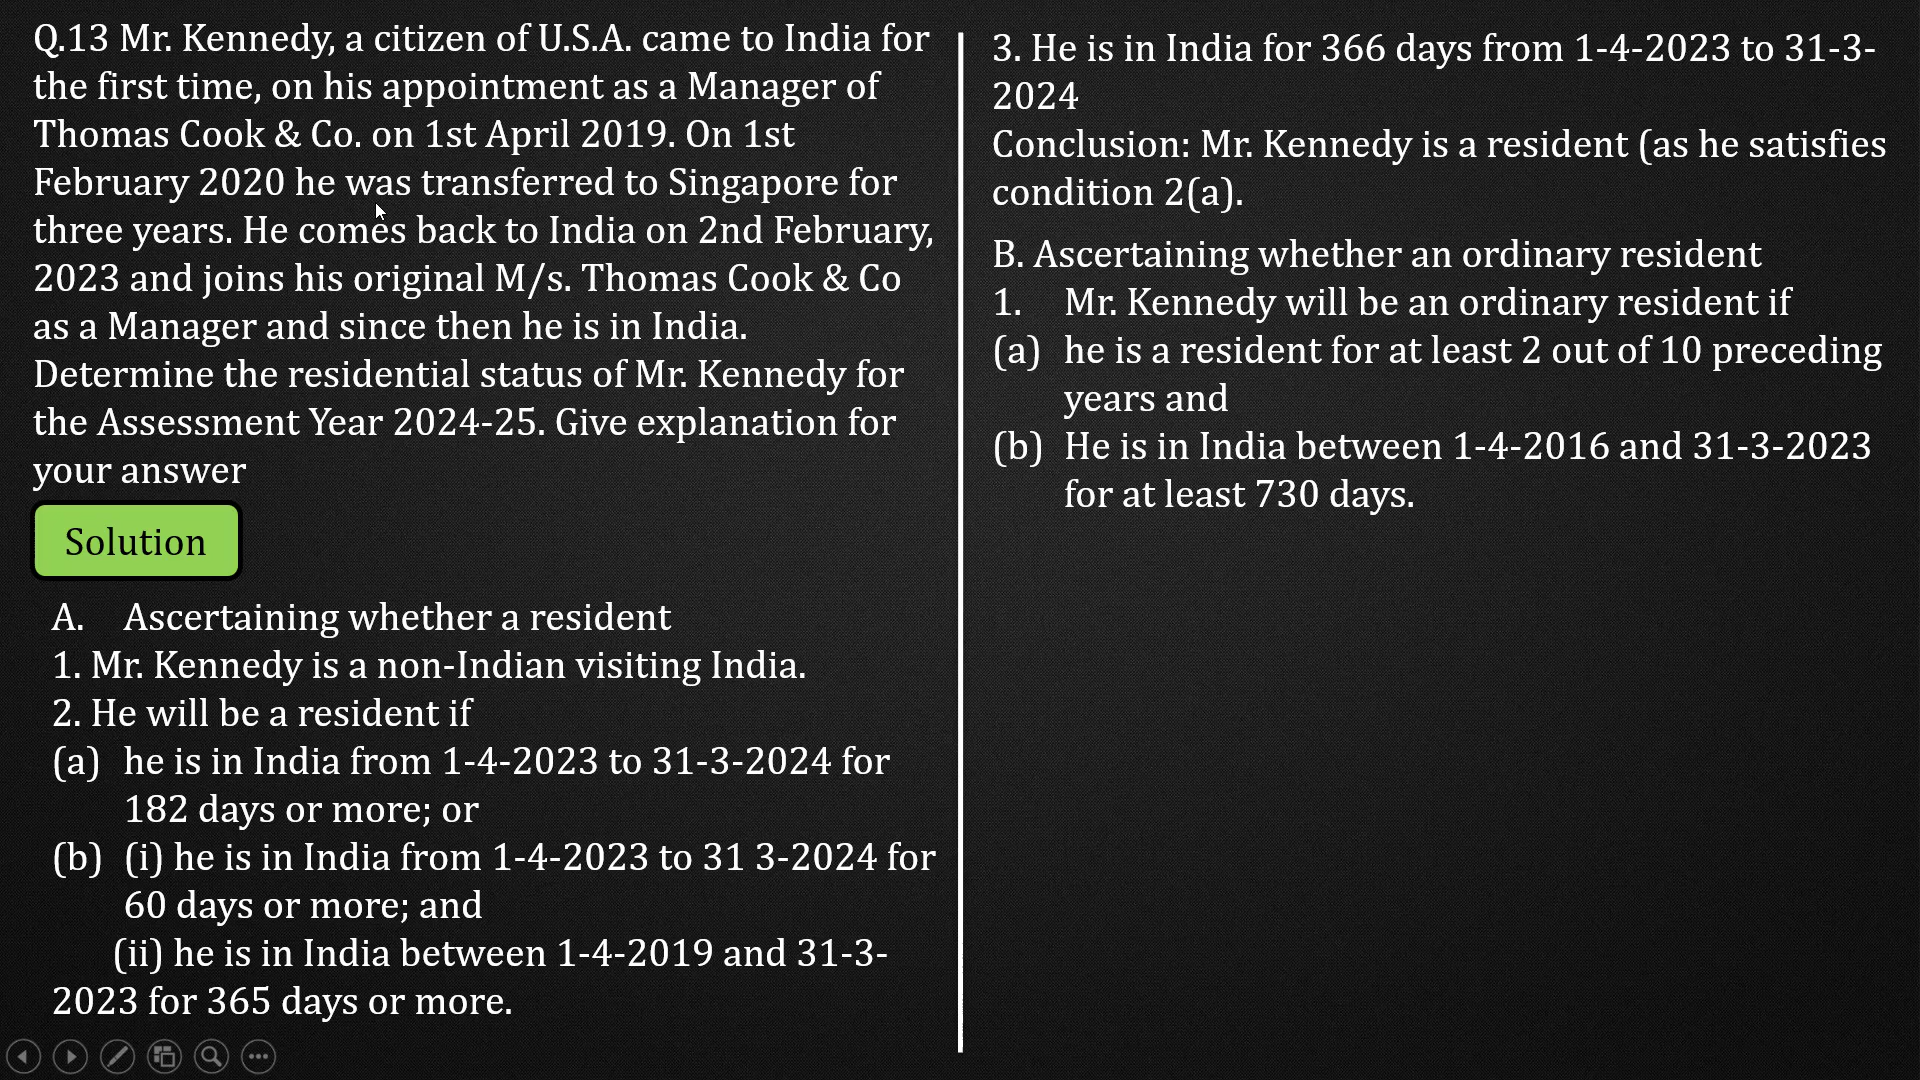 Q.13 Mr. Kennedy, a citizen of U.S.A. came to India for
the first time, on his appointment as a Manager of
Thomas Cook & Co. on 1st April 2019. On 1st
February 2020 he was transferred to Singapore for
three years. He comes back to India on 2nd February,
2023 and joins his original M/s. Thomas Cook & Co
as a Manager and since then he is in India.
Determine the residential status of Mr. Kennedy for
the Assessment Year 2024-25. Give explanation for
your answer
Solution
A. Ascertaining whether a resident
1. Mr. Kennedy is a non-Indian visiting India.
2. He will be a resident if
(a) he is in India from 1-4-2023 to 31-3-2024 for
182 days or more; or
(b) (i) he is in India from 1-4-2023 to 31 3-2024 for
60 days or more; and
(ii) he is in India between 1-4-2019 and 31-3-
2023 for 365 days or more.
3. He is in India for 366 days from 1-4-2023 to 31-3-
2024
Conclusion: Mr. Kennedy is a resident (as he satisfies
condition 2(a).
B. Ascertaining whether an ordinary resident
1. Mr. Kennedy will be an ordinary resident if
(a) he is a resident for at least 2 out of 10 preceding
years and
(b) He is in India between 1-4-2016 and 31-3-2023
for at least 730 days.